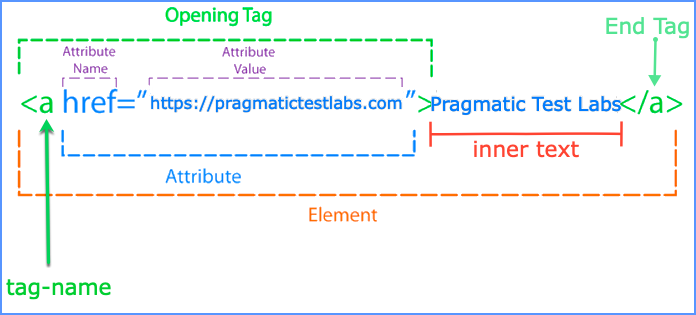 Opening Tag
End Tag
Attribute
Name
Attribute
Value
<a href=”https://pragmatictestlabs.com”>Pragmatic Test Labs</a>
inner text
Attribute
Element
tag-name